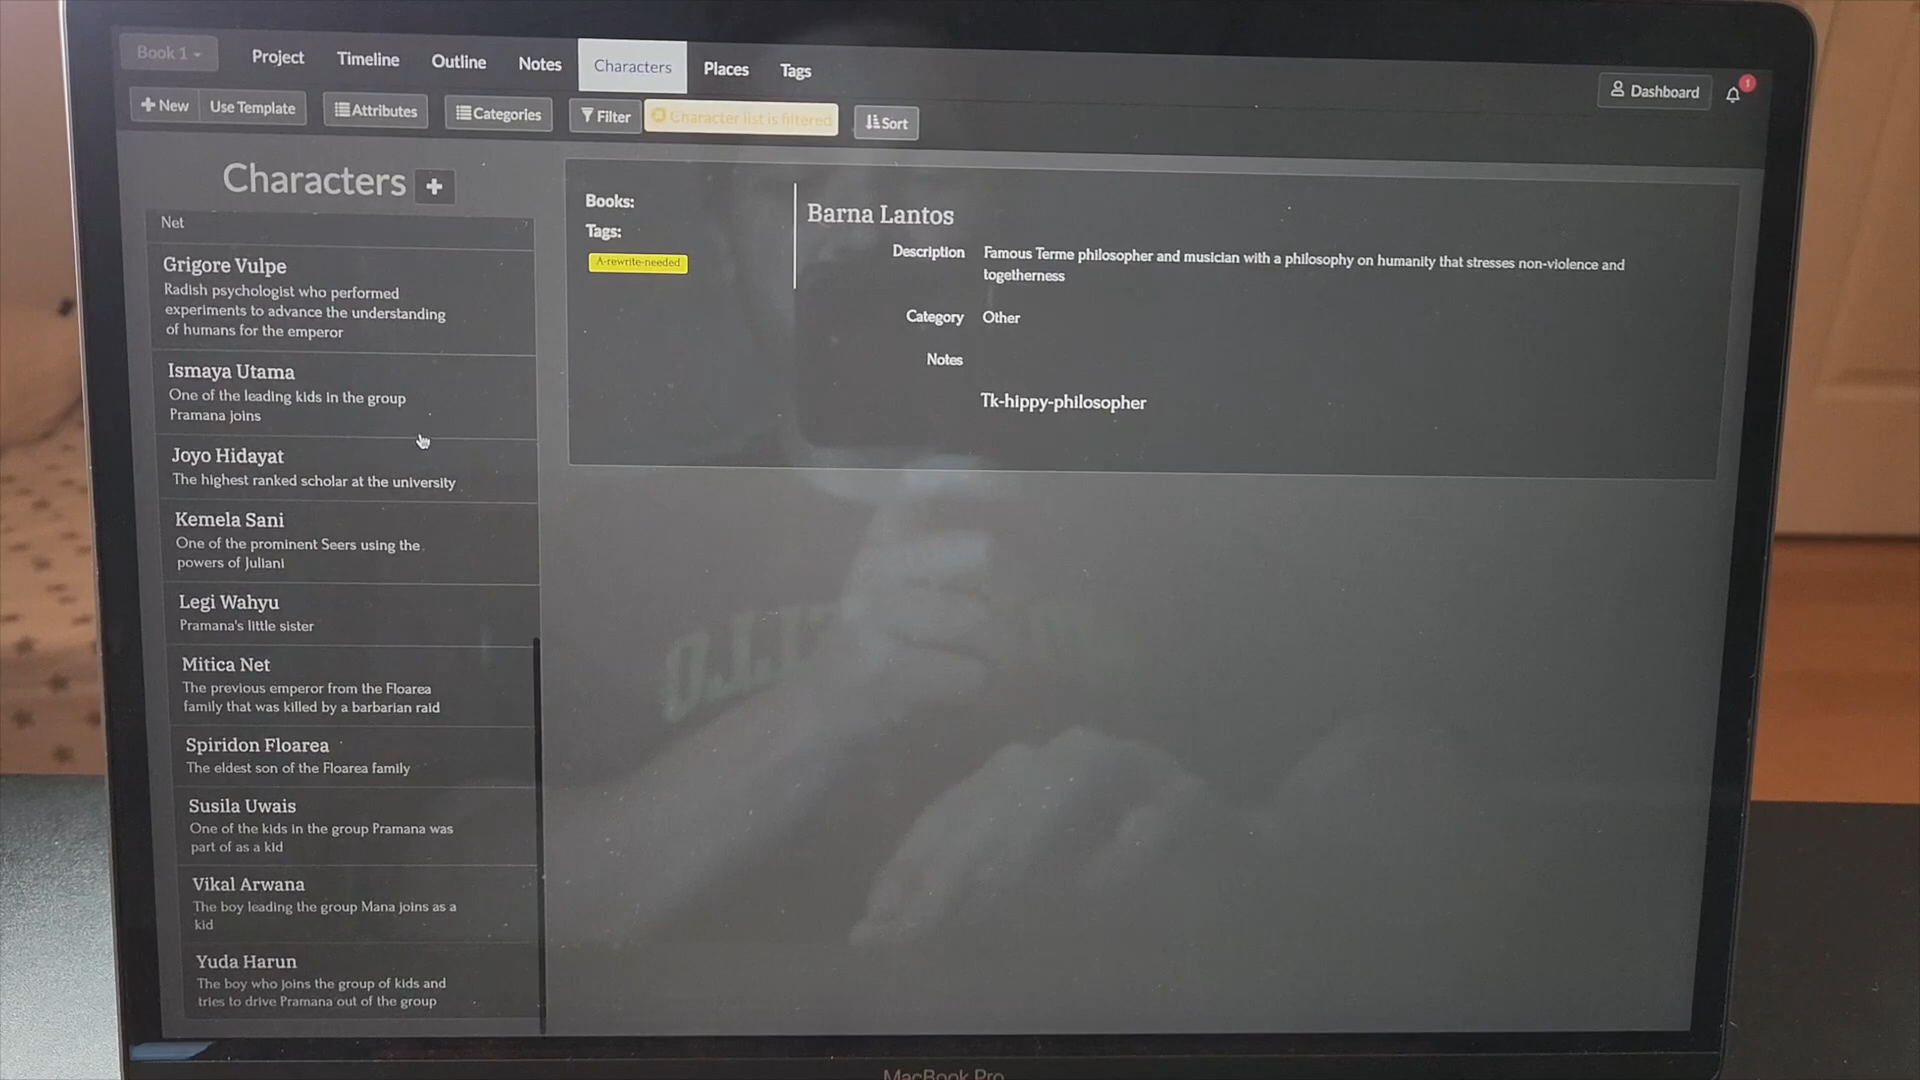 Book 1
Project
Timeline
Outline
Notes
Characters
Places
Tags
Dashboard
1
New
Use Template
Attributes
Categories
Filter
Character list is filtered
Sort
Characters
Net
Grigore Vulpe
Radish psychologist who performed
experiments to advance the understanding
of humans for the emperor
Ismaya Utama
One of the leading kids in the group
Pramana joins
Joyo Hidayat
The highest ranked scholar at the university
Kemela Sani
One of the prominent Seers using the
powers of Juliani
Legi Wahyu
Pramana's little sister
Mitica Net
The previous emperor from the Floarea
family that was killed by a barbarian raid
Spiridon Floarea
The eldest son of the Floarea family
Susila Uwais
One of the kids in the group Pramana was
part of as a kid
Vikal Arwana
The boy leading the group Mana joins as a
kid
Yuda Harun
The boy who joins the group of kids and
tries to drive Pramana out of the group
Books:
Tags:
A-rewrite-needed
Barna Lantos
Description
Famous Terme philosopher and musician with a philosophy on humanity that stresses non-violence and
togetherness
Category
Other
Notes
Tk-hippy-philosopher
MacBook Pro